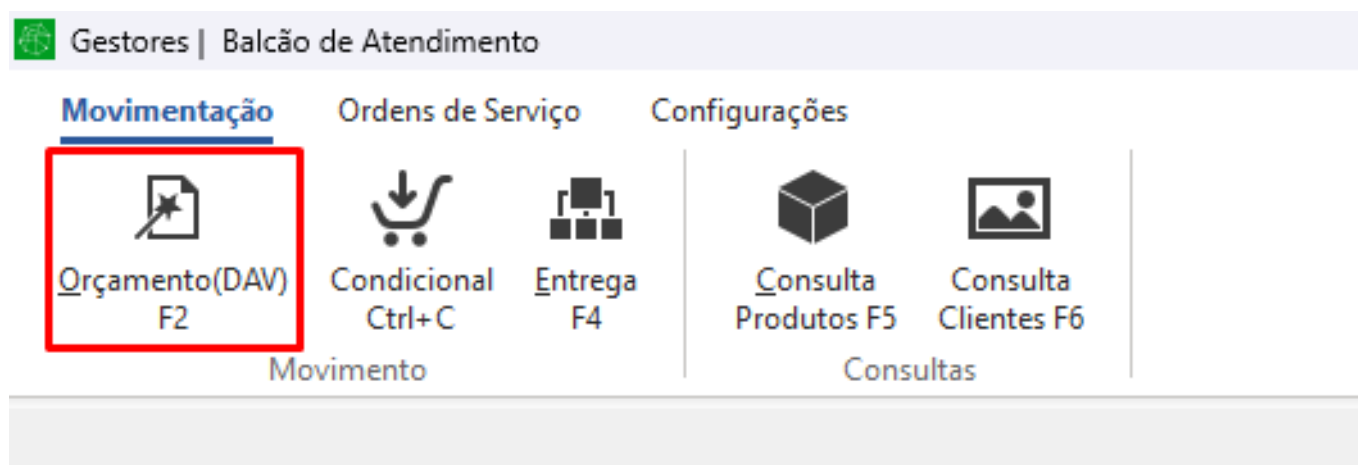 Gestores | Balcão de Atendimento
Movimentação Ordens de Serviço Configurações
Orçamento(DAV) Condicional Entrega Consulta Consulta
F2 Ctrl+C F4 Produtos F5 Clientes F6
Movimento Consultas